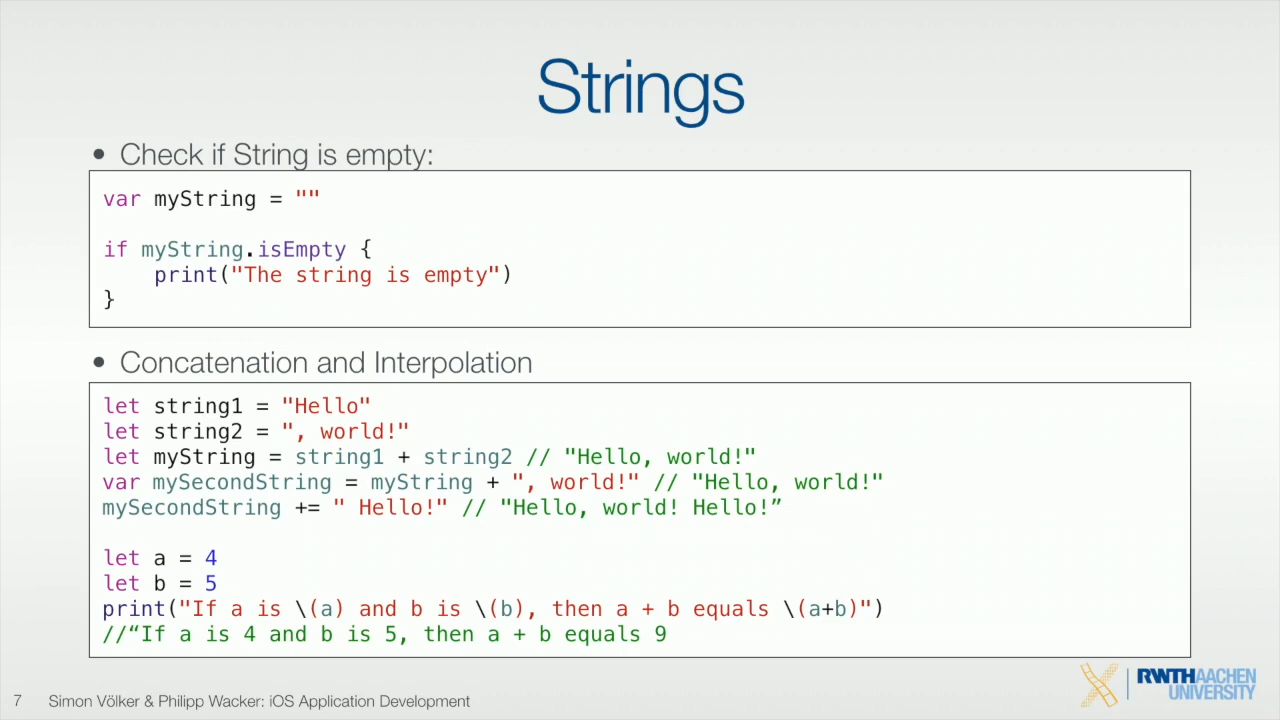 Strings
• Check if String is empty:
var myString = ""
if myString.isEmpty {
    print("The string is empty")
}
• Concatenation and Interpolation
let string1 = "Hello"
let string2 = ", world!"
let myString = string1 + string2 // "Hello, world!"
var mySecondString = myString + ", world!" // "Hello, world!"
mySecondString += " Hello!" // "Hello, world! Hello!”
let a = 4
let b = 5
print("If a is \(a) and b is \(b), then a + b equals \(a+b)")
//“If a is 4 and b is 5, then a + b equals 9
7 Simon Völker & Philipp Wacker: iOS Application Development
RWTHAACHEN
UNIVERSITY